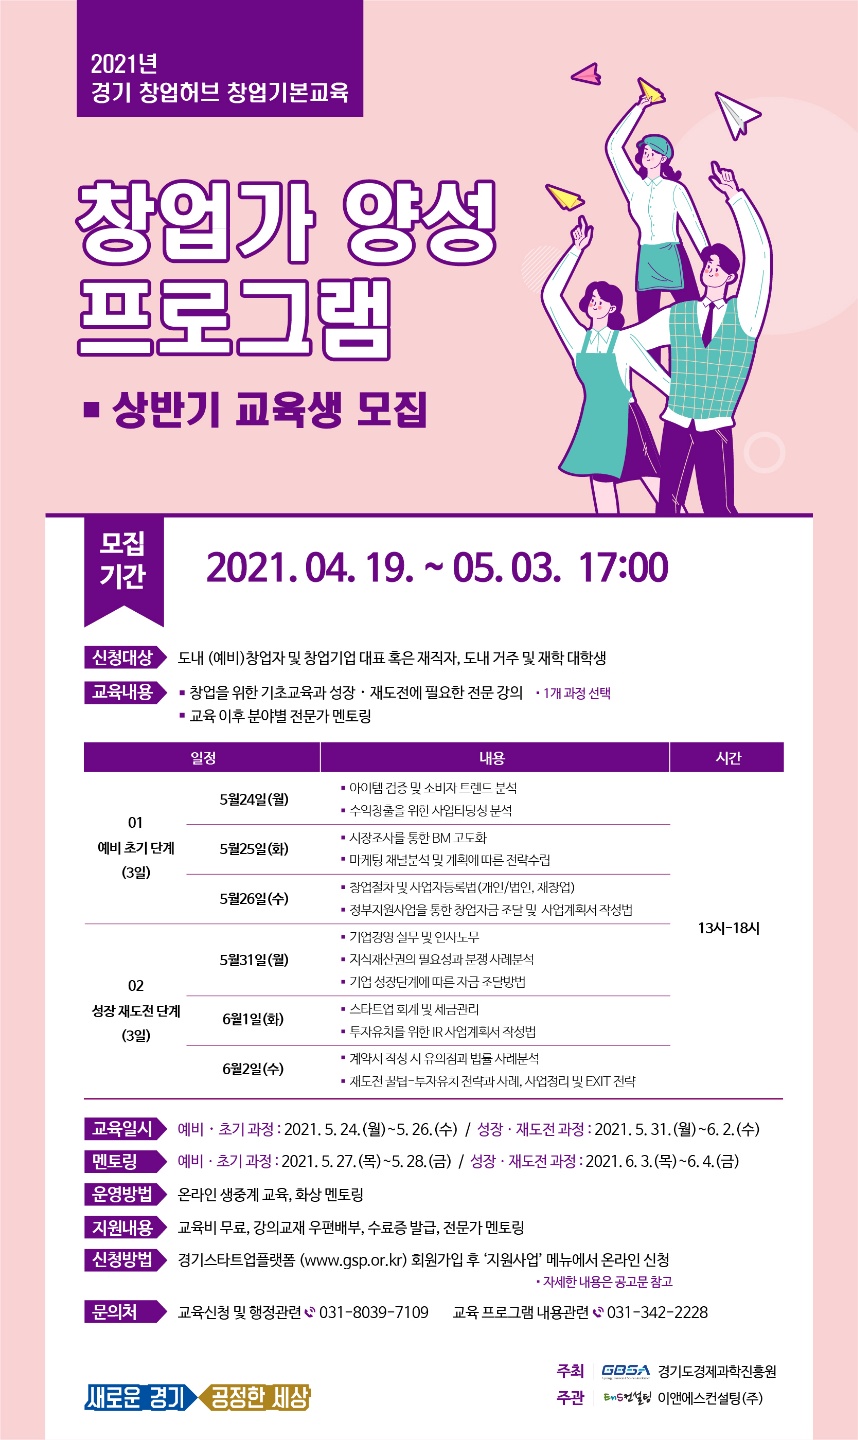 2021년
경기 창업허브 창업기본교육
창업가 양성
프로그램
▪ 상반기 교육생 모집
모집
기간
2021. 04. 19. ~ 05. 03. 17:00
신청대상
도내 (예비)창업자 및 창업기업 대표 혹은 재직자, 도내 거주 및 재학 대학생
교육내용
▪ 창업을 위한 기초교육과 성장 · 재도전에 필요한 전문 강의 · 1개 과정 선택
▪ 교육 이후 분야별 전문가 멘토링
일정 내용 시간
01
예비 초기 단계
(3일)
5월24일(월)
▪ 아이템 검증 및 소비자 트렌드 분석
▪ 수익창출을 위한 사업타당성 분석
5월25일(화)
▪ 시장조사를 통한 BM 고도화
▪ 마케팅 채널분석 및 계획에 따른 전략수립
5월26일(수)
▪ 창업절차 및 사업자등록법(개인/법인, 재창업)
▪ 정부지원사업을 통한 창업자금 조달 및 사업계획서 작성법
13시-18시
02
성장 재도전 단계
(3일)
5월31일(월)
▪ 기업경영 실무 및 인사노무
▪ 지식재산권의 필요성과 분쟁 사례분석
▪ 기업 성장단계에 따른 자금 조달방법
6월1일(화)
▪ 스타트업 회계 및 세금관리
▪ 투자유치를 위한 IR 사업계획서 작성법
6월2일(수)
▪ 계약시 작성 시 유의점과 법률 사례분석
▪ 재도전 꿀팁-투자유치 전략과 사례, 사업정리 및 EXIT 전략
교육일시
예비 · 초기 과정 : 2021. 5. 24.(월)~5. 26.(수) / 성장 · 재도전 과정 : 2021. 5. 31.(월)~6. 2.(수)
멘토링
예비 · 초기 과정 : 2021. 5. 27.(목)~5. 28.(금) / 성장 · 재도전 과정 : 2021. 6. 3.(목)~6. 4.(금)
운영방법
온라인 생중계 교육, 화상 멘토링
지원내용
교육비 무료, 강의교재 우편배부, 수료증 발급, 전문가 멘토링
신청방법
경기스타트업플랫폼 (www.gsp.or.kr) 회원가입 후 ‘지원사업’ 메뉴에서 온라인 신청
· 자세한 내용은 공고문 참고
문의처
교육신청 및 행정관련 031-8039-7109 교육 프로그램 내용관련 031-342-2228
새로운 경기 공정한 세상
주최 GBSA 경기도경제과학진흥원
주관 EnS컨설팅 이앤에스컨설팅(주)